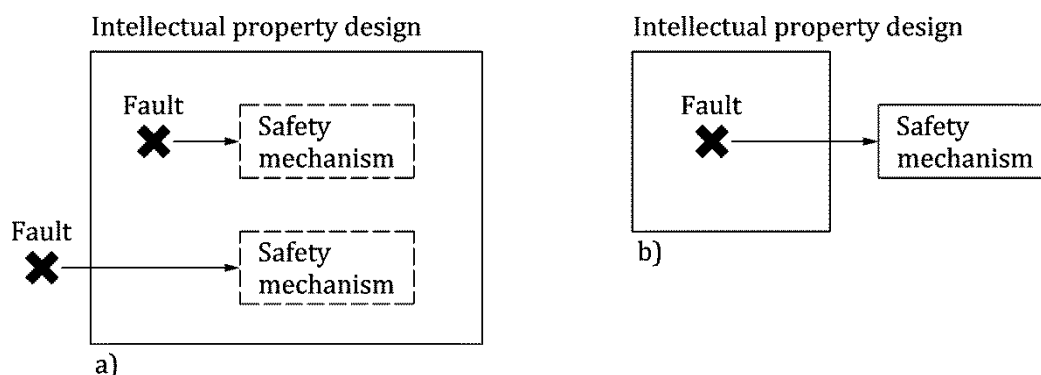 Intellectual property design
Fault
Safety
mechanism
Fault
Safety
mechanism
a)
Intellectual property design
Fault
Safety
mechanism
b)